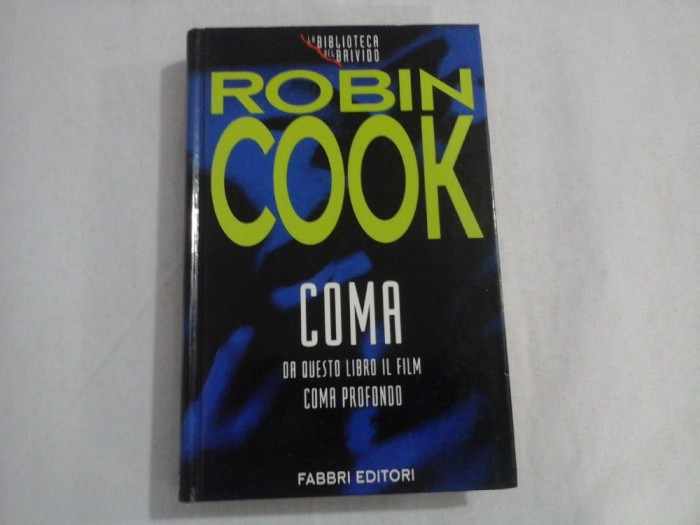 LA BIBLIOTECA
DEL BRIVIDO
ROBIN
COOK
COMA
DA QUESTO LIBRO IL FILM
COMA PROFONDO
FABBRI EDITORI